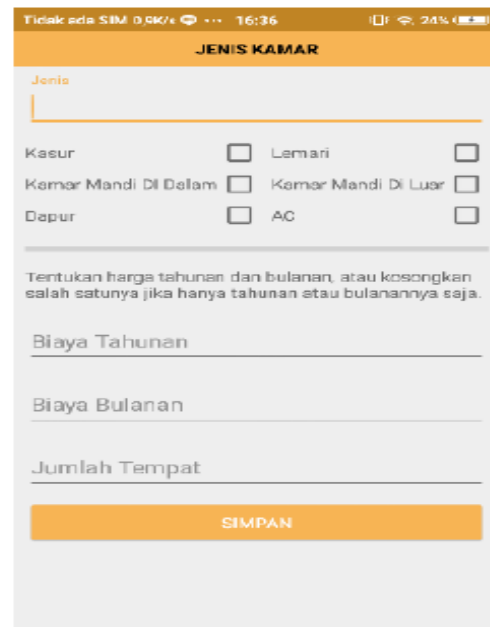 Tidak ada SIM 0,9K/s ... 16:36 24%
JENIS KAMAR
Jenis
Kasur Lemari
Kamar Mandi DI Dalam Kamar Mandi Di Luar
Dapur AC
Tentukan harga tahunan dan bulanan, atau kosongkan
salah satunya jika hanya tahunan atau bulanannya saja.
Biaya Tahunan
Biaya Bulanan
Jumlah Tempat
SIMPAN